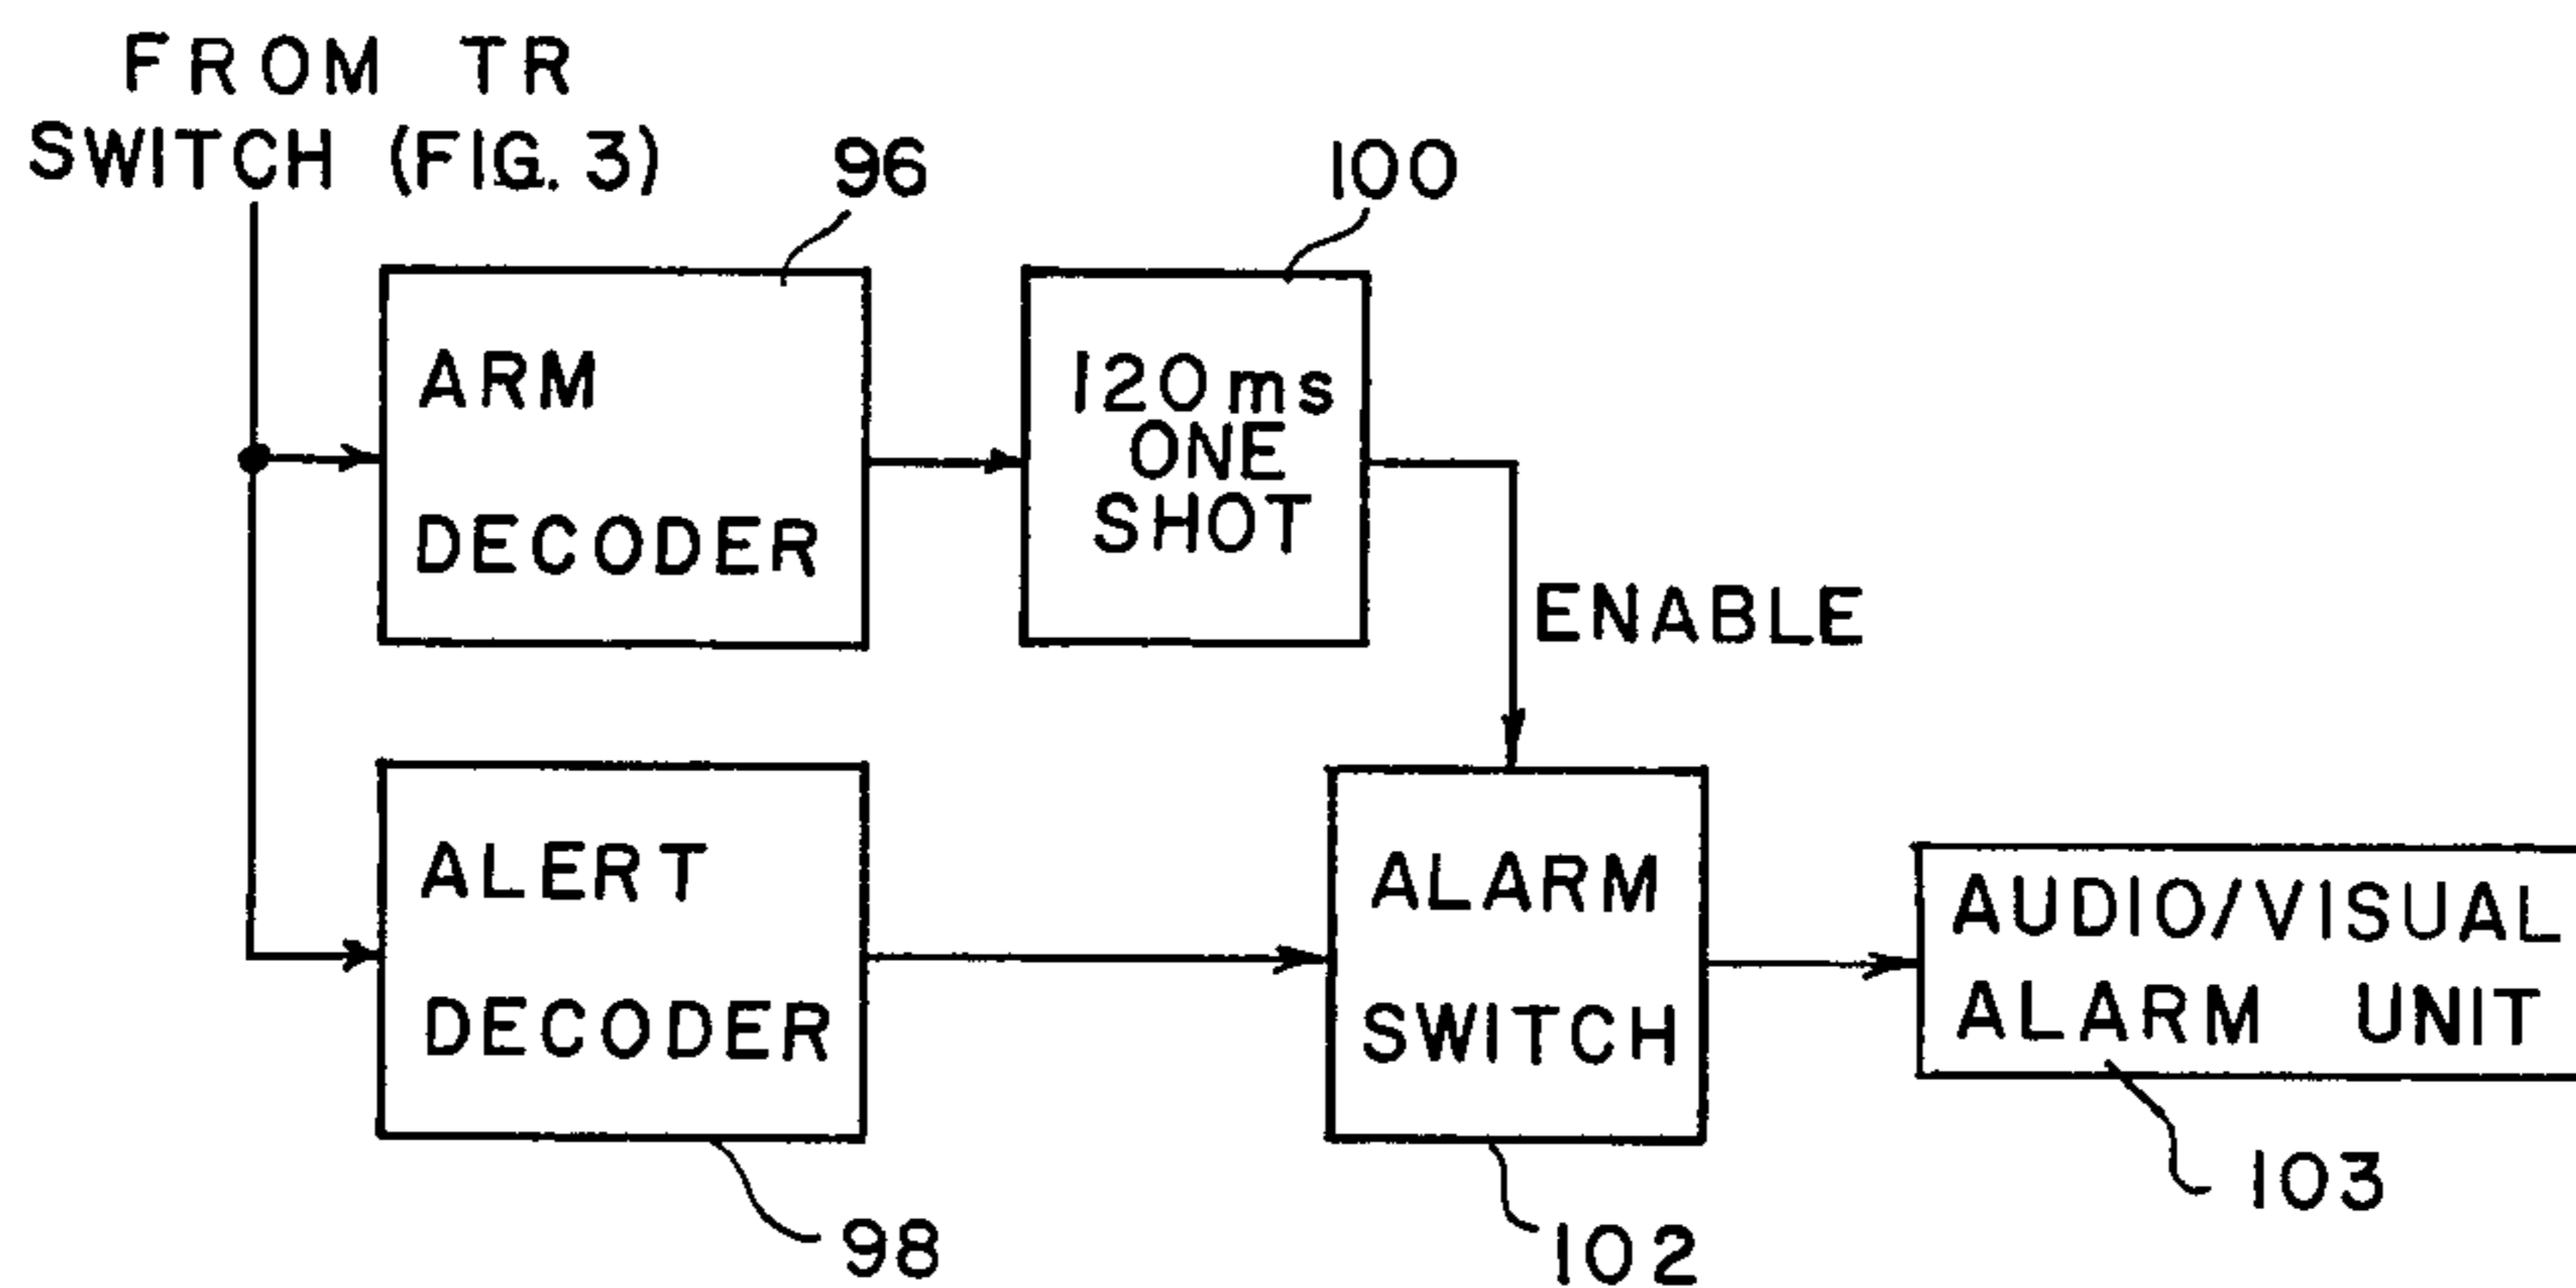 FROM TR
SWITCH (FIG. 3)
96
100
ARM
DECODER
120 ms
ONE
SHOT
ENABLE
ALERT
DECODER
ALARM
SWITCH
AUDIO/VISUAL
ALARM UNIT
98
102
103